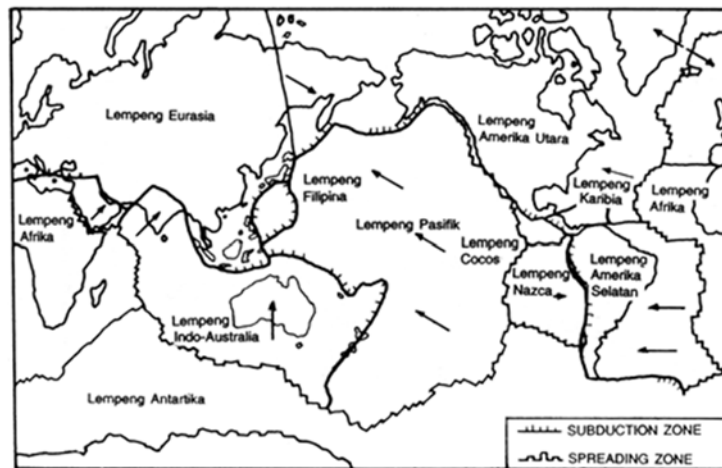 Lempeng Eurasia
Lempeng
Amerika Utara
Lempeng
Filipina
Lempeng
Karibia
Lempeng
Afrika
Lempeng
Afrika
Lempeng Pasifik
Lempeng
Cocos
Lempeng
Nazca
Lempeng
Amerika
Selatan
Lempeng
Indo-Australia
Lempeng Antartika
SUBDUCTION ZONE
SPREADING ZONE